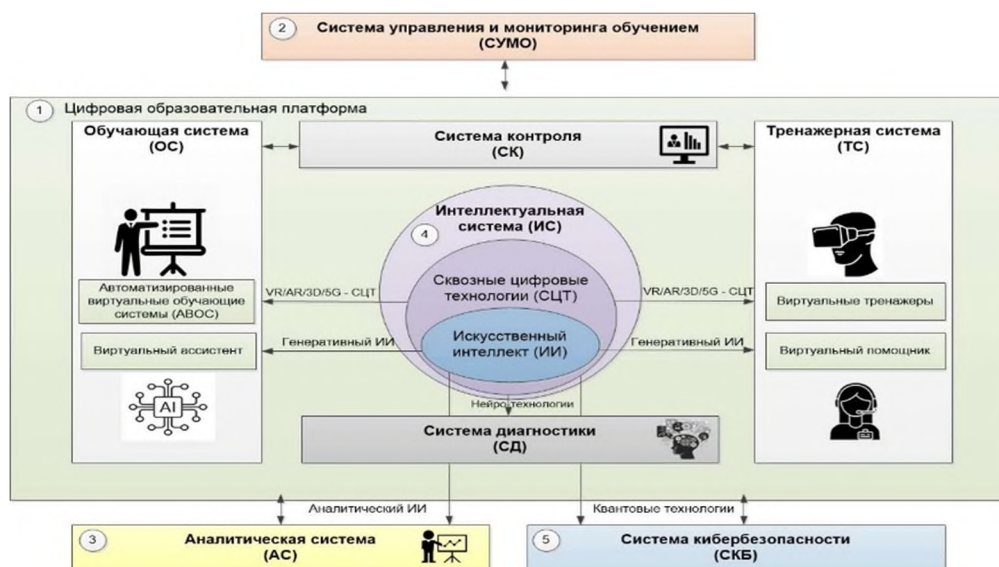 2
Система управления и мониторинга обучением
(СУМО)
1
Цифровая образовательная платформа
Обучающая система
(ОС)
Система контроля
(СК)
Тренажерная система
(ТС)
Интеллектуальная
система (ИС)
4
Сквозные цифровые
технологии (СЦТ)
Искусственный
интеллект (ИИ)
VR/AR/3D/5G - СЦТ
VR/AR/3D/5G - СЦТ
Автоматизированные
виртуальные обучающие
системы (АВОС)
Виртуальные тренажеры
Генеративный ИИ
Генеративный ИИ
Виртуальный ассистент
Виртуальный помощник
AI
Нейро технологии
Система диагностики
(СД)
Аналитический ИИ
Квантовые технологии
3
Аналитическая система
(АС)
5
Система кибербезопасности
(СКБ)